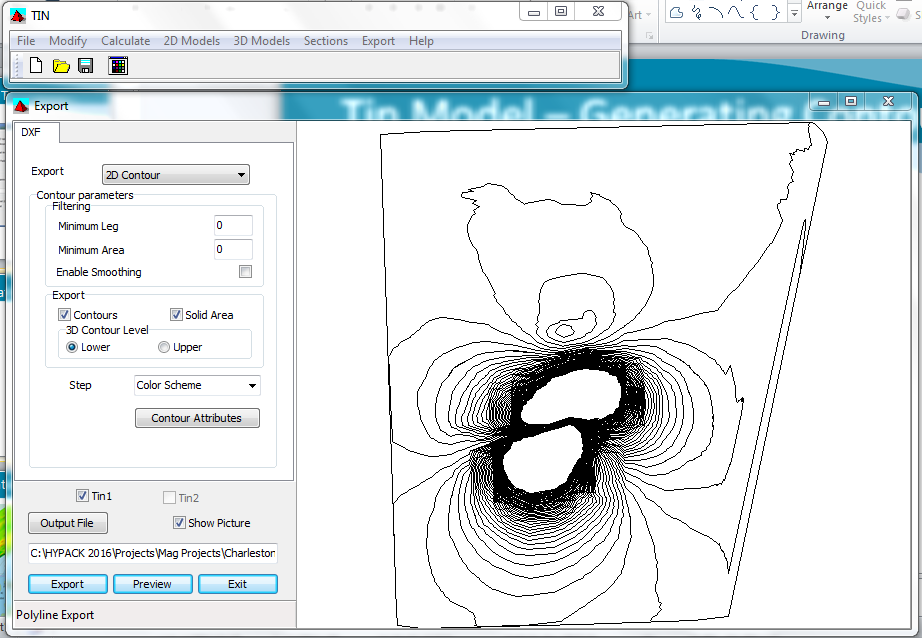 TIN
File Modify Calculate 2D Models 3D Models Sections Export Help
Art
Arrange Quick
Styles
Drawing
Export
Tin Model – Generating Conto
DXF
Export 2D Contour
Contour parameters
Filtering
Minimum Leg 0
Minimum Area 0
Enable Smoothing
Export
Contours Solid Area
3D Contour Level
Lower Upper
Step Color Scheme
Contour Attributes
Tin1 Tin2
Output File Show Picture
C:\HYPACK 2016\Projects\Mag Projects\Charleston
Export Preview Exit
Polyline Export